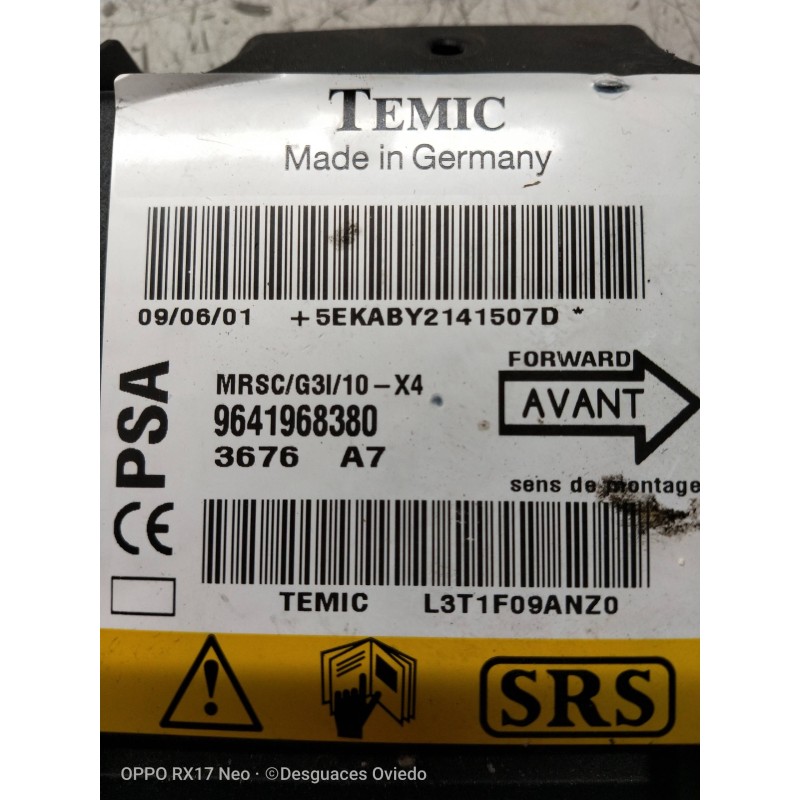 TEMIC
Made in Germany
09/06/01 +5EKABY2141507D *
PSA
MRSC/G3I/10-X4
9641968380
3676 A7
FORWARD
AVANT
sens de montage
CE
TEMIC L3T1F09ANZ0
SRS
OPPO RX17 Neo · ©Desguaces Oviedo